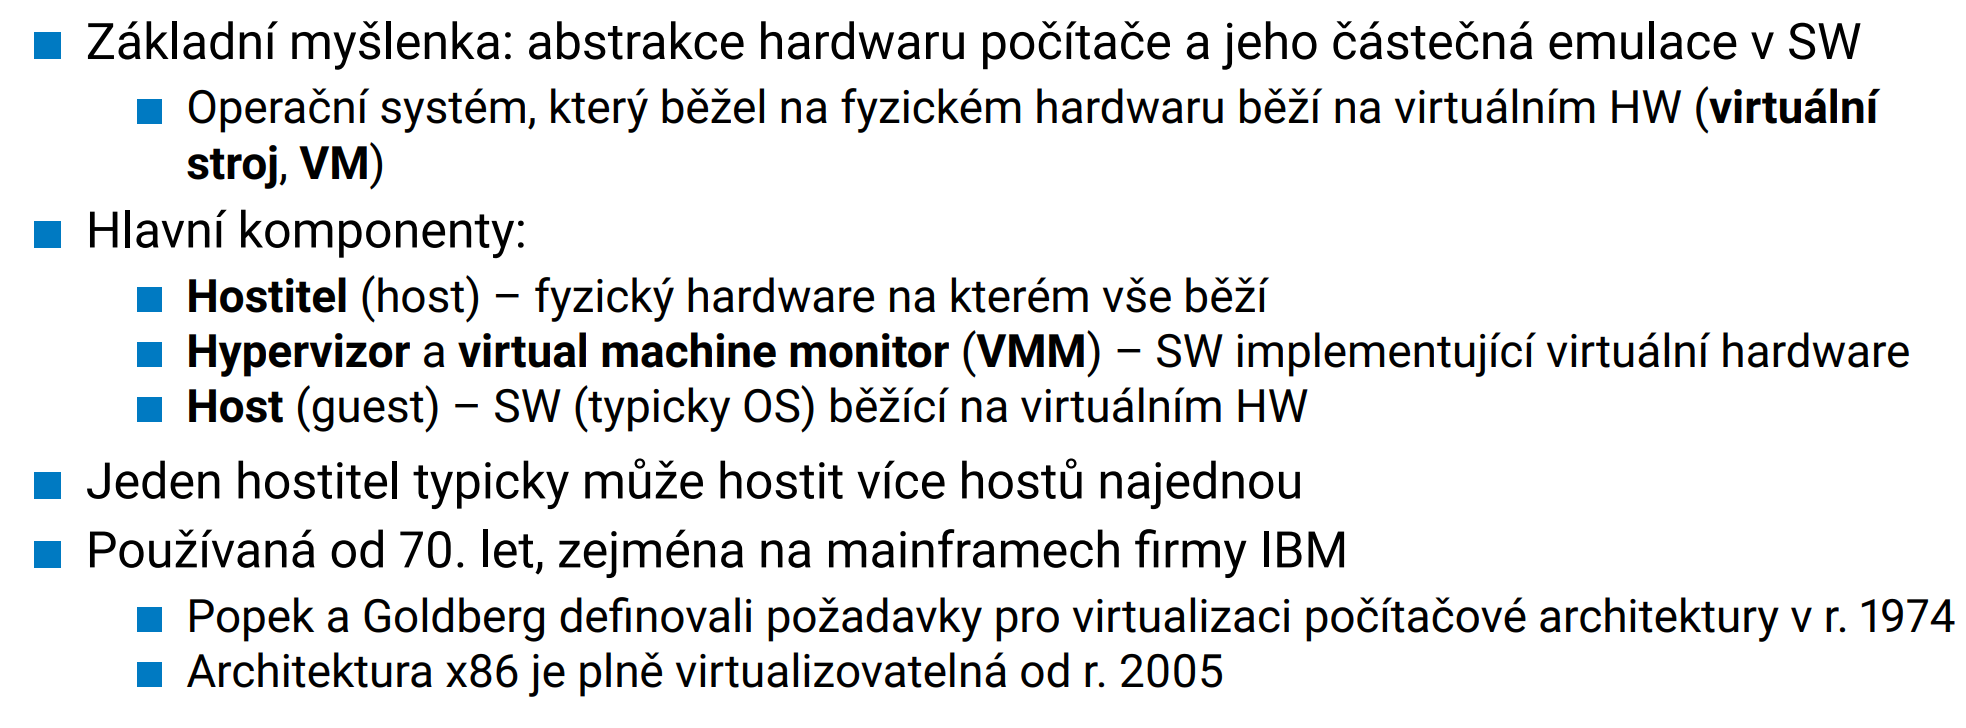 Základní myšlenka: abstrakce hardwaru počítače a jeho částečná emulace v SW
Operační systém, který běžel na fyzickém hardwaru běží na virtuálním HW (virtuální
stroj, VM)
Hlavní komponenty:
Hostitel (host) – fyzický hardware na kterém vše běží
Hypervizor a virtual machine monitor (VMM) – SW implementující virtuální hardware
Host (guest) – SW (typicky OS) běžící na virtuálním HW
Jeden hostitel typicky může hostit více hostů najednou
Používaná od 70. let, zejména na mainframech firmy IBM
Popek a Goldberg definovali požadavky pro virtualizaci počítačové architektury v r. 1974
Architektura x86 je plně virtualizovatelná od r. 2005